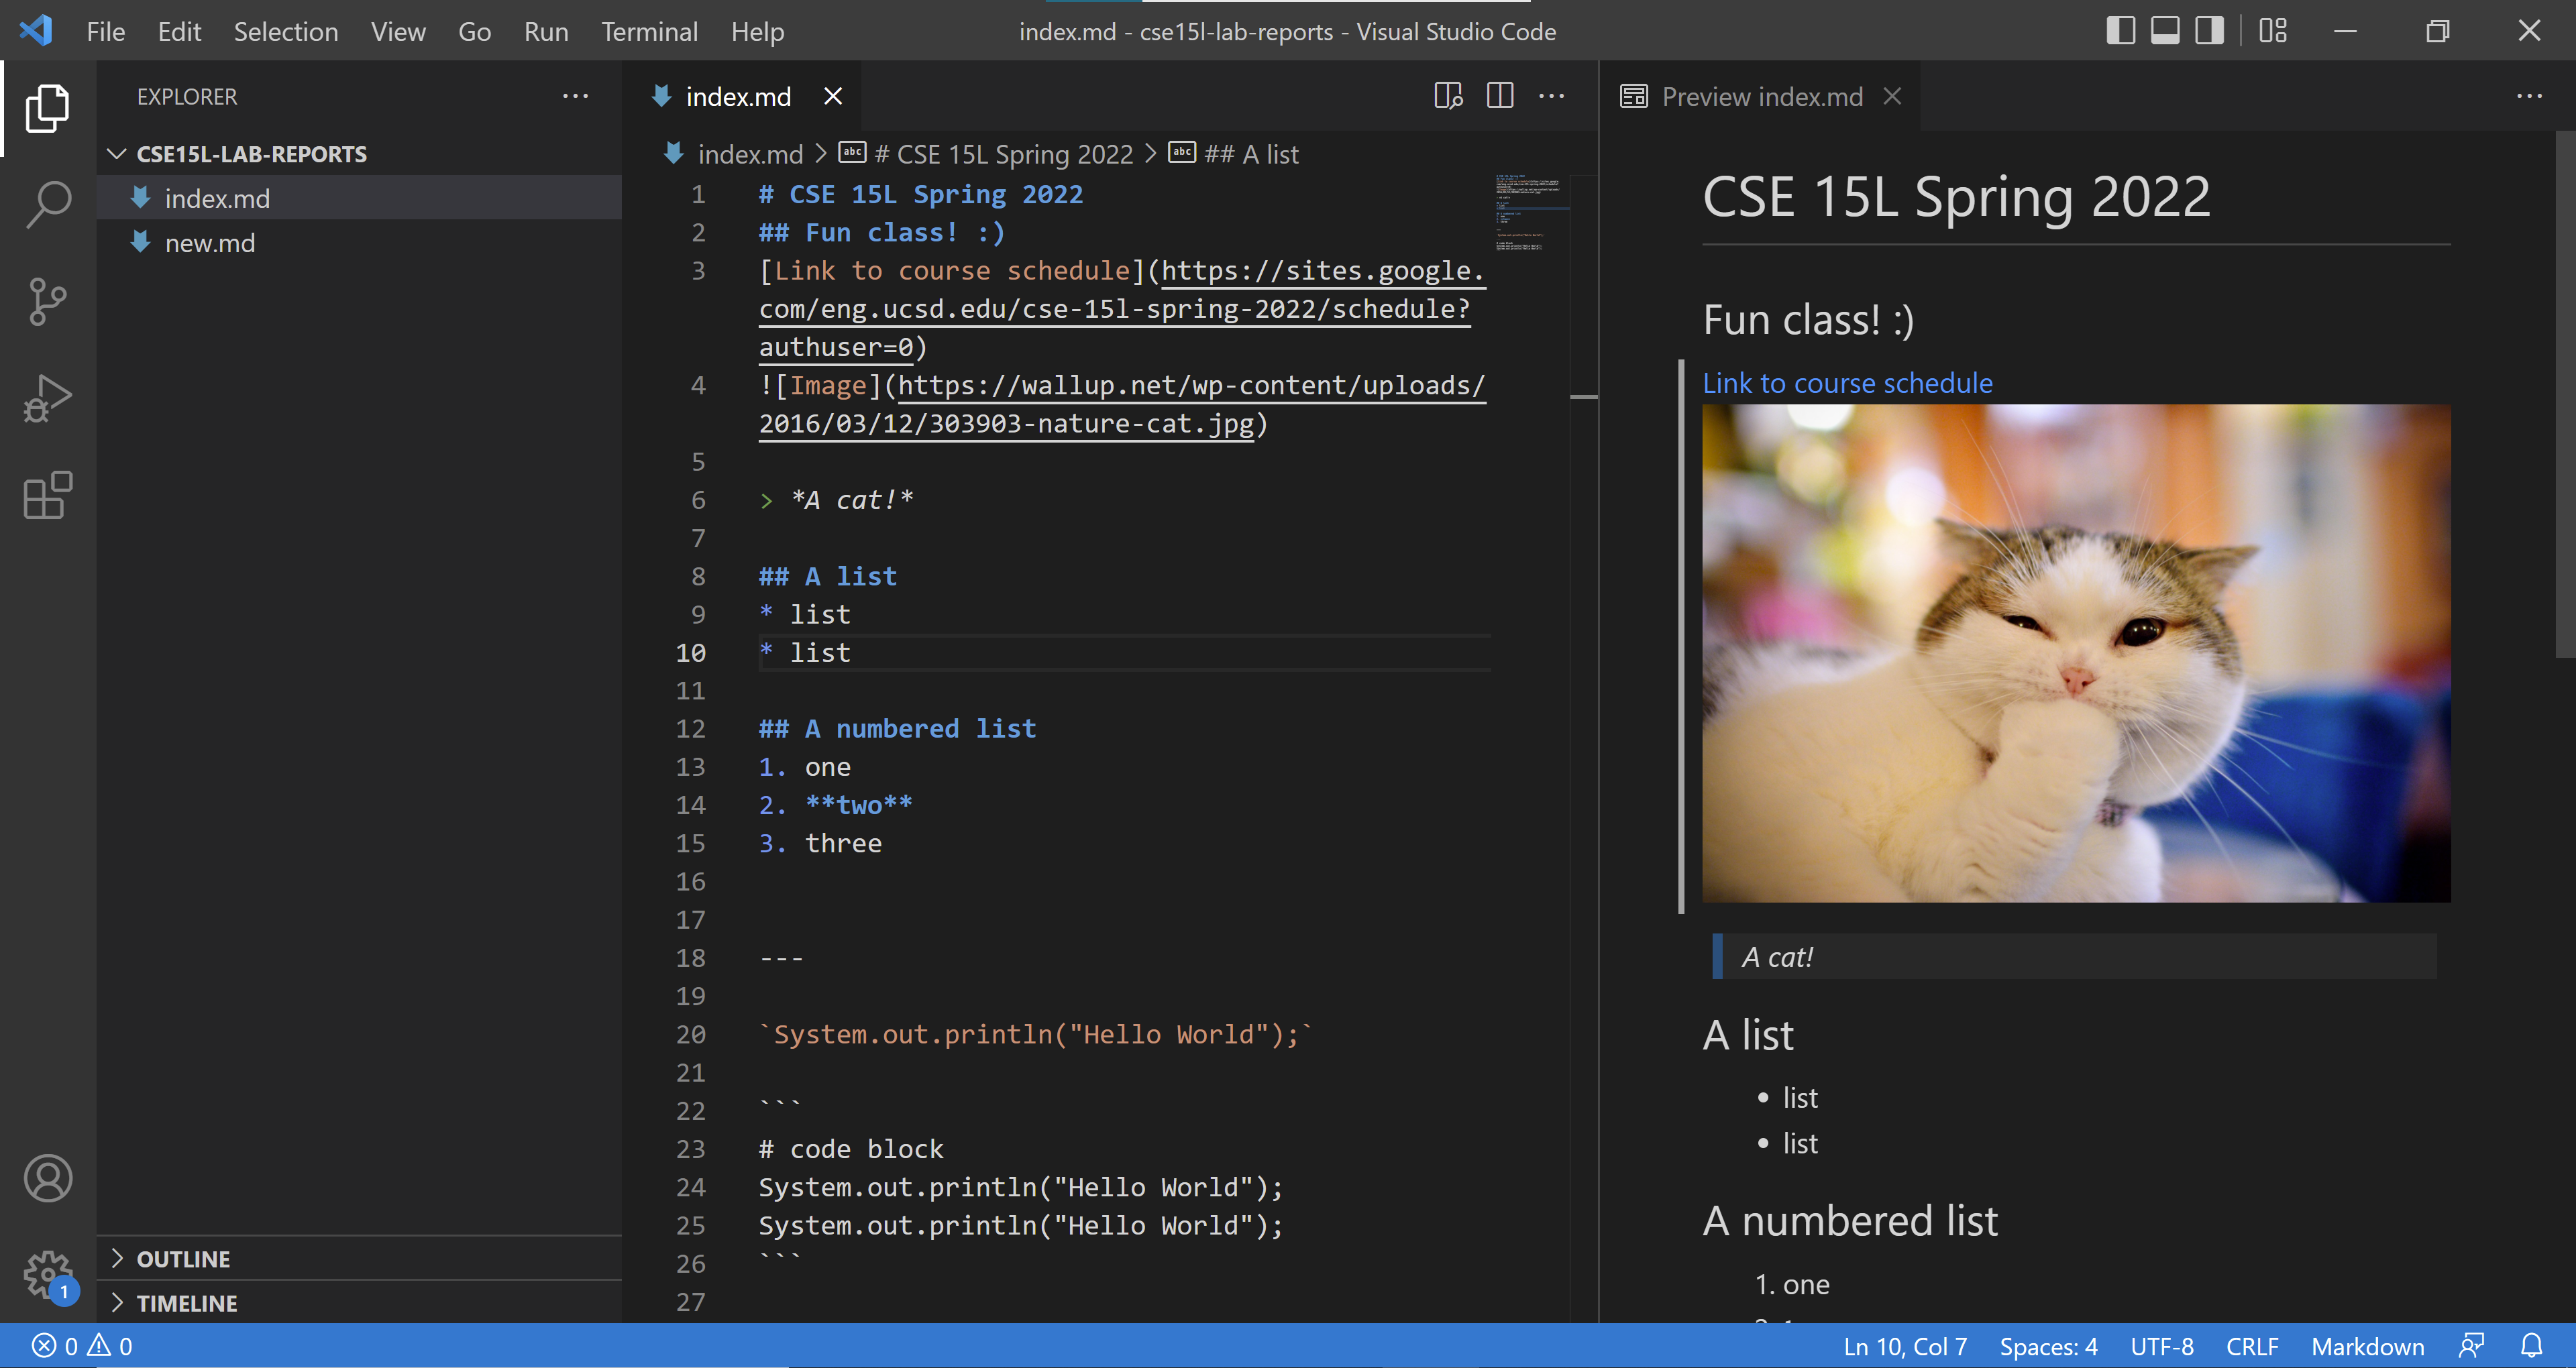 File Edit Selection View Go Run Terminal Help
index.md - cse15l-lab-reports - Visual Studio Code
EXPLORER
CSE15L-LAB-REPORTS
index.md
new.md
OUTLINE
TIMELINE
index.md
index.md > # CSE 15L Spring 2022 > ## A list
1 # CSE 15L Spring 2022
2 ## Fun class! :)
3 [Link to course schedule](https://sites.google.
com/eng.ucsd.edu/cse-15l-spring-2022/schedule?
authuser=0)
4 ![Image](https://wallup.net/wp-content/uploads/
2016/03/12/303903-nature-cat.jpg)
5
6 > *A cat!*
7
8 ## A list
9 * list
10 * list
11
12 ## A numbered list
13 1. one
14 2. **two**
15 3. three
16
17
18 ---
19
20 `System.out.println("Hello World");`
21
22 ```
23 # code block
24 System.out.println("Hello World");
25 System.out.println("Hello World");
26 ```
27
Preview index.md
CSE 15L Spring 2022
Fun class! :)
Link to course schedule
A cat!
A list
• list
• list
A numbered list
1. one
1
0 0
Ln 10, Col 7 Spaces: 4 UTF-8 CRLF Markdown